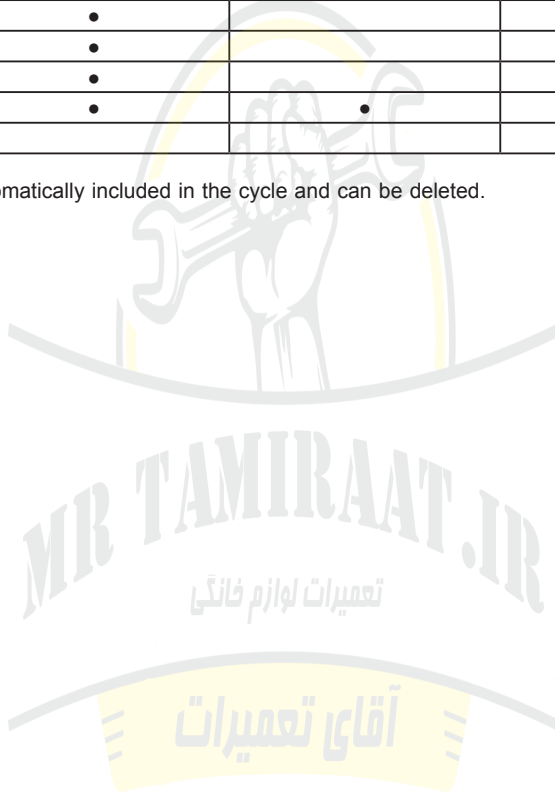 ●
●
●
● ●
omatically included in the cycle and can be deleted.
MR TAMIRAAT.IR
تعمیرات لوازم خانگی
آقای تعمیرات